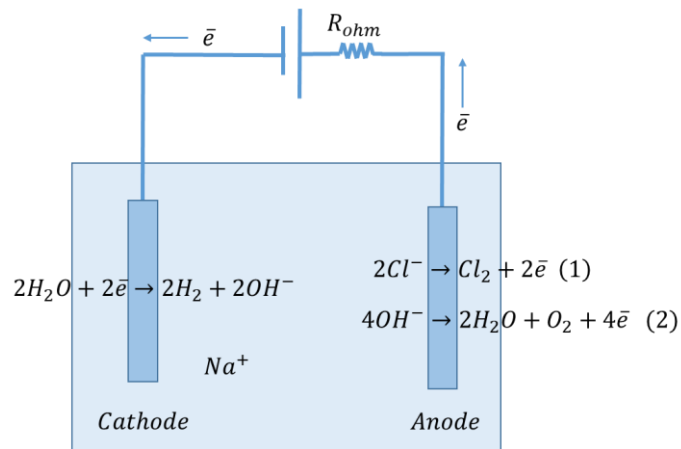 R_ohm
ē
ē
2Cl⁻ → Cl₂ + 2ē (1)
2H₂O + 2ē → 2H₂ + 2OH⁻
4OH⁻ → 2H₂O + O₂ + 4ē (2)
Na⁺
Cathode
Anode